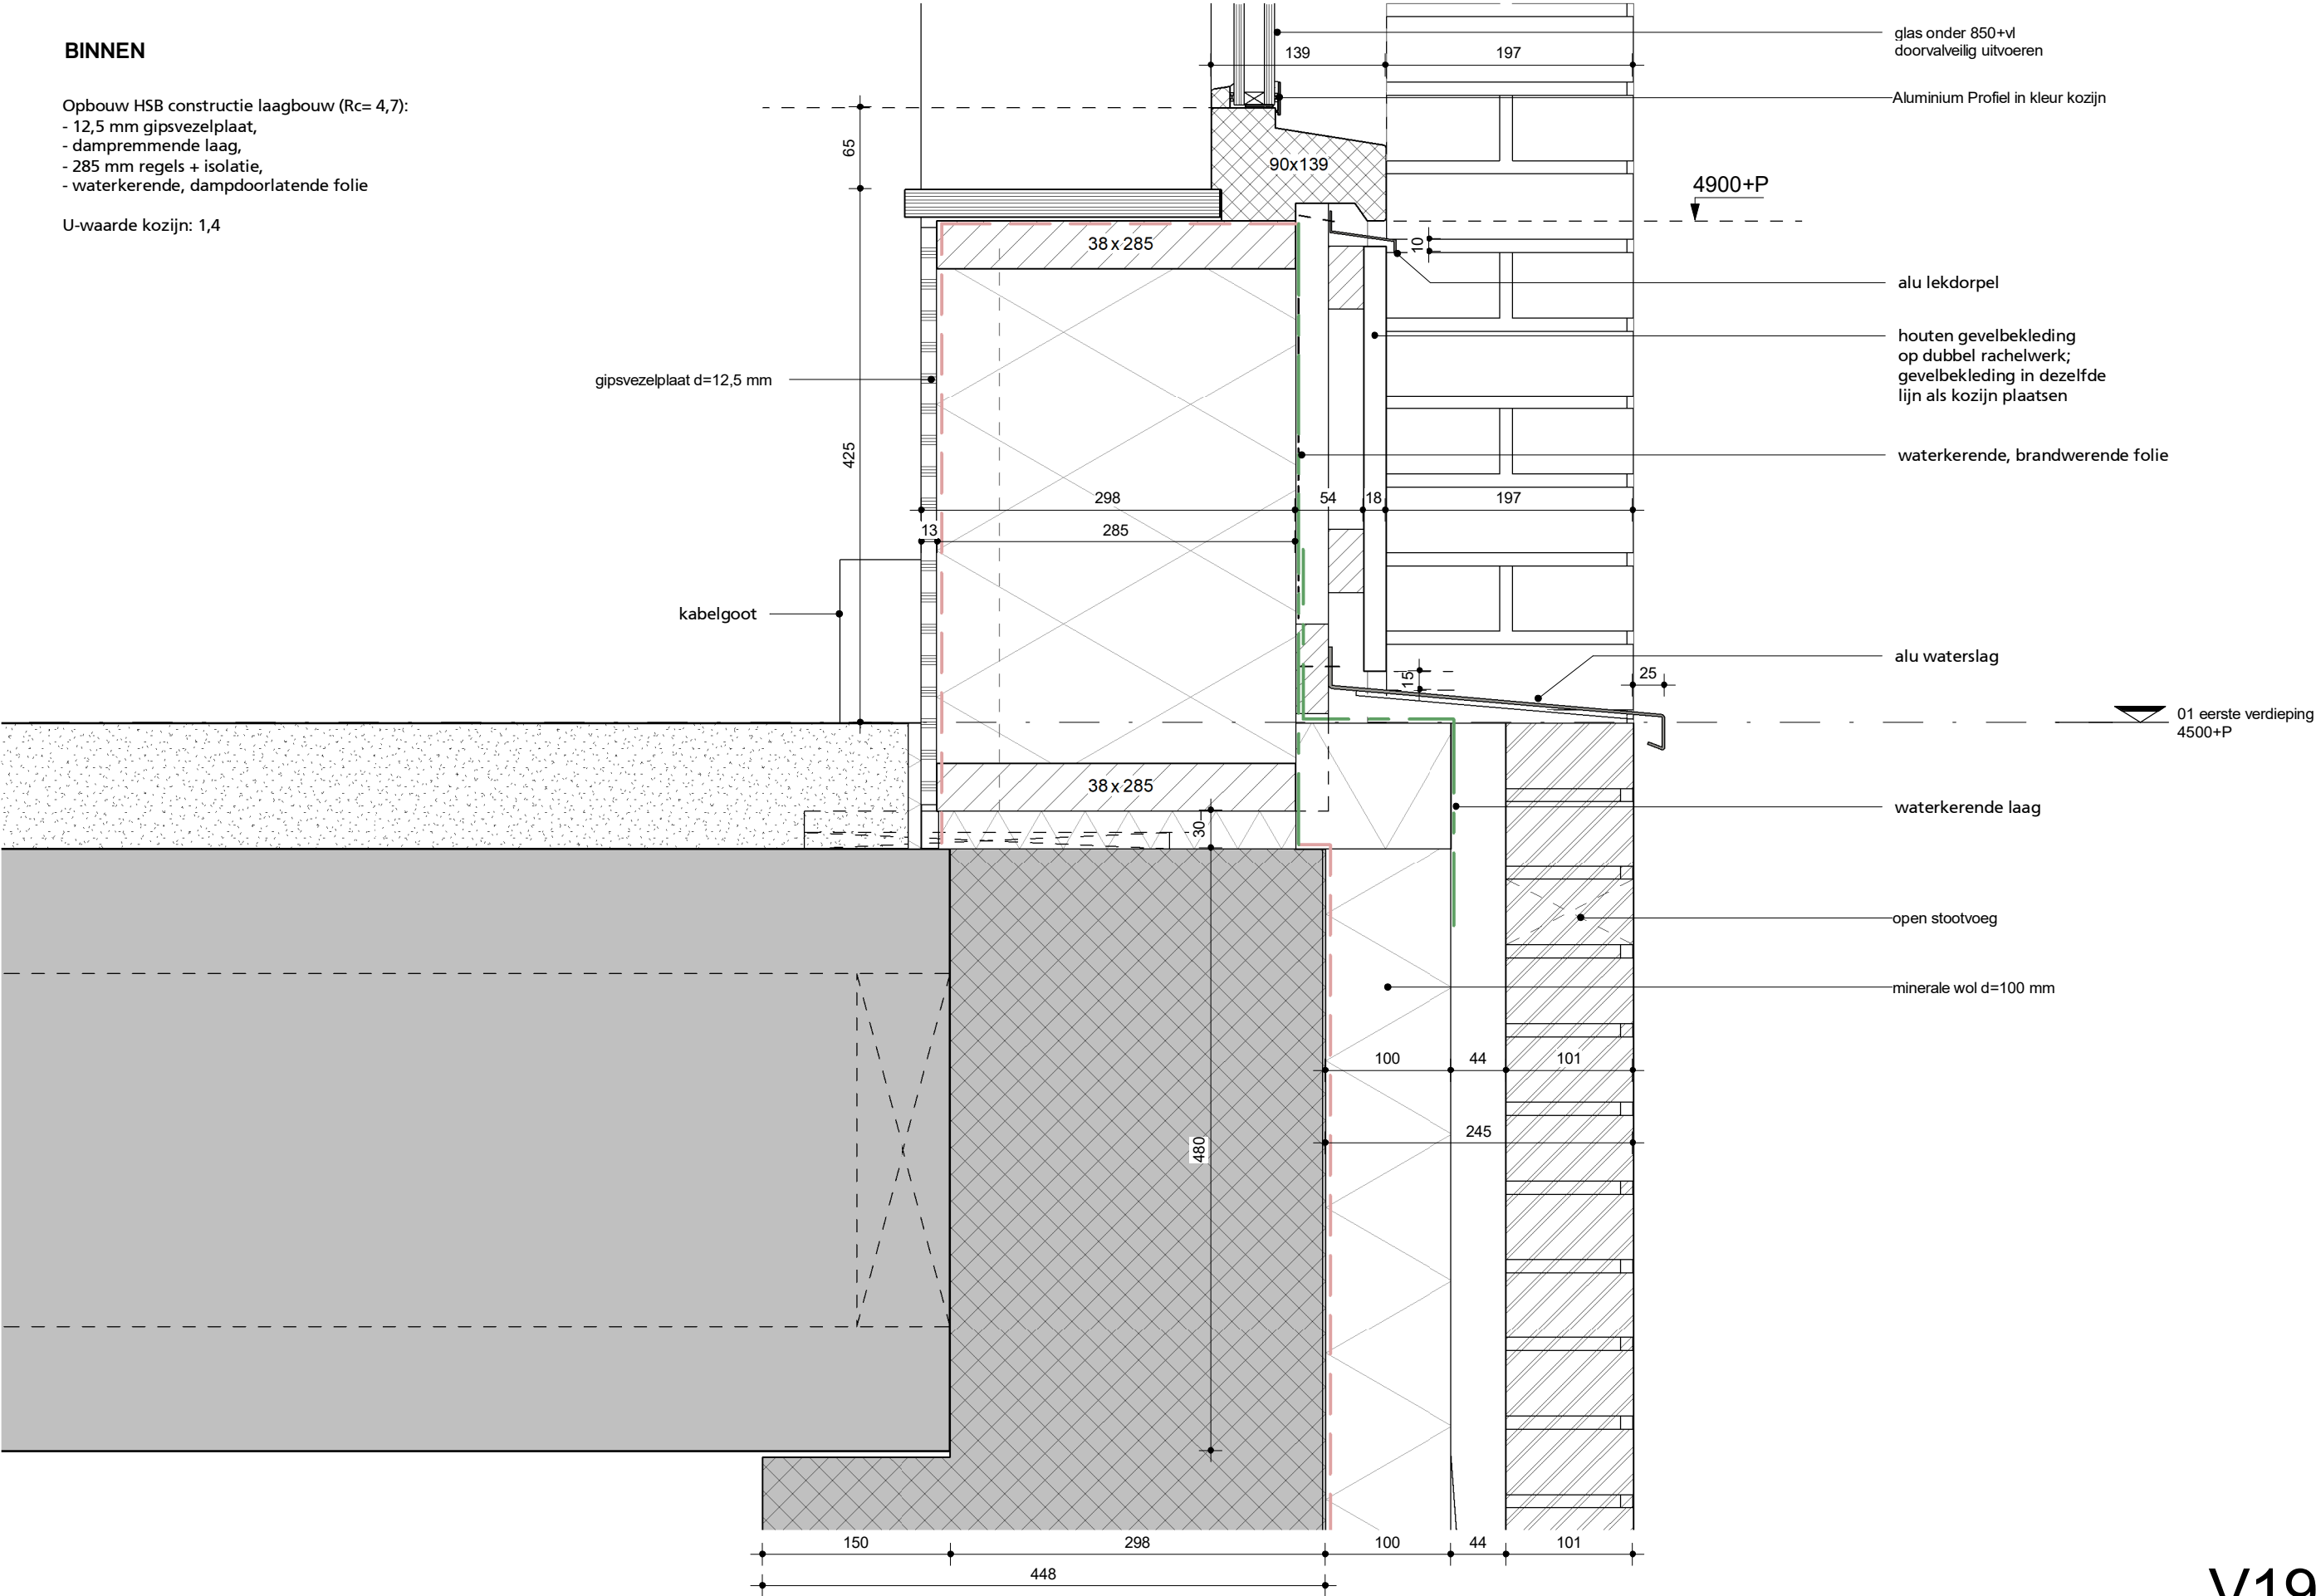 BINNEN
Opbouw HSB constructie laagbouw (Rc= 4,7):
- 12,5 mm gipsvezelplaat,
- dampremmende laag,
- 285 mm regels + isolatie,
- waterkerende, dampdoorlatende folie
U-waarde kozijn: 1,4
139
197
glas onder 850+vl
doorvalveilig uitvoeren
Aluminium Profiel in kleur kozijn
65
90x139
4900+P
38x285
10
alu lekdorpel
houten gevelbekleding
op dubbel rachelwerk;
gevelbekleding in dezelfde
lijn als kozijn plaatsen
gipsvezelplaat d=12,5 mm
425
waterkerende, brandwerende folie
298
54
18
197
13
285
kabelgoot
alu waterslag
15
25
01 eerste verdieping
4500+P
38x285
30
waterkerende laag
open stootvoeg
minerale wol d=100 mm
100
44
101
245
480
150
298
100
44
101
448
V19